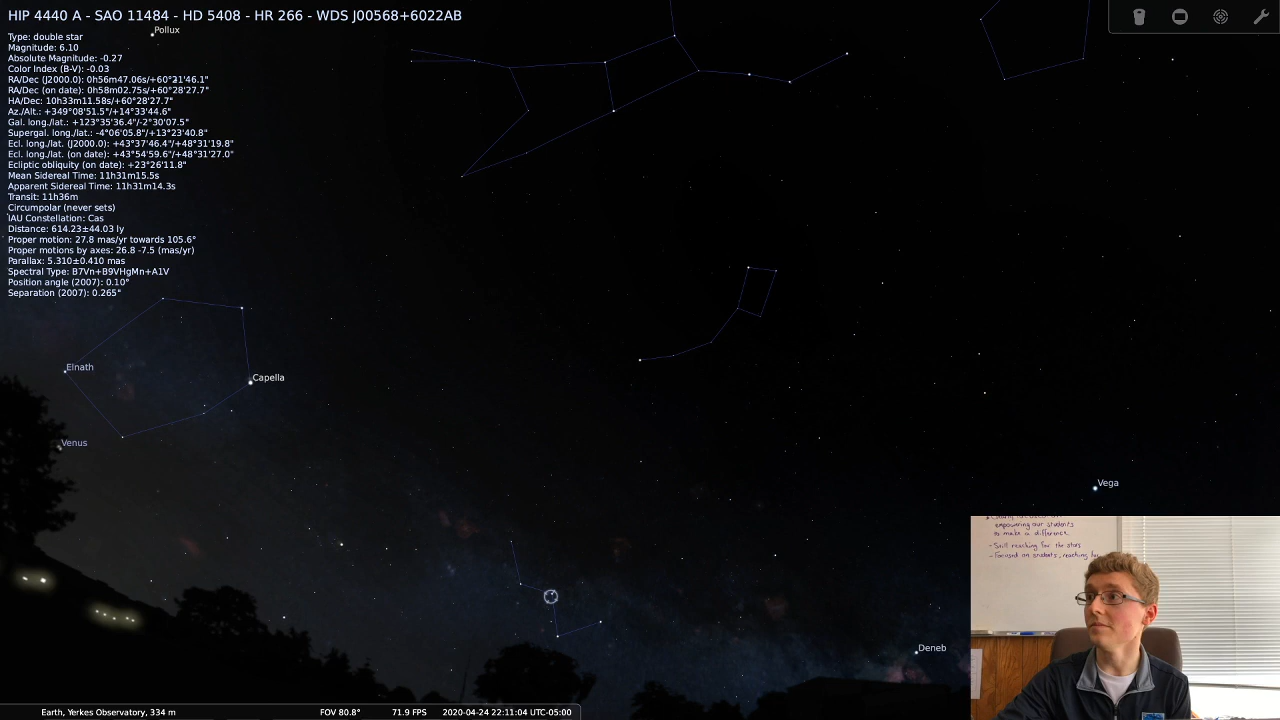 HIP 4440 A - SAO 11484 - HD 5408 - HR 266 - WDS J00568+6022AB
Pollux
Type: double star
Magnitude: 6.10
Absolute Magnitude: -0.27
Color Index (B-V): -0.03
RA/Dec (J2000.0): 0h56m47.06s/+60°21'46.1"
RA/Dec (on date): 0h58m02.75s/+60°28'27.7"
HA/Dec: 10h33m11.58s/+60°28'27.7"
Az./Alt.: +349°08'51.5"/+14°33'44.6"
Gal. long./lat.: +123°35'36.4"/-2°30'07.5"
Supergal. long./lat.: -4°06'05.8"/+13°23'40.8"
Ecl. long./lat. (J2000.0): +43°37'46.4"/+48°31'19.8"
Ecl. long./lat. (on date): +43°54'59.6"/+48°31'27.0"
Ecliptic obliquity (on date): +23°26'11.8"
Mean Sidereal Time: 11h31m15.5s
Apparent Sidereal Time: 11h31m14.3s
Transit: 11h36m
Circumpolar (never sets)
IAU Constellation: Cas
Distance: 614.23±44.03 ly
Proper motion: 27.8 mas/yr towards 105.6°
Proper motions by axes: 26.8 -7.5 (mas/yr)
Parallax: 5.310±0.410 mas
Spectral Type: B7Vn+B9VHgMn+A1V
Position angle (2007): 0.10°
Separation (2007): 0.265"
Elnath
Capella
Venus
Vega
empowering our students
to make a difference.
- Still reaching for the stars
- Focused on students, reaching for
Deneb
Earth, Yerkes Observatory, 334 m
FOV 80.8°
71.9 FPS
2020-04-24 22:11:04 UTC-05:00